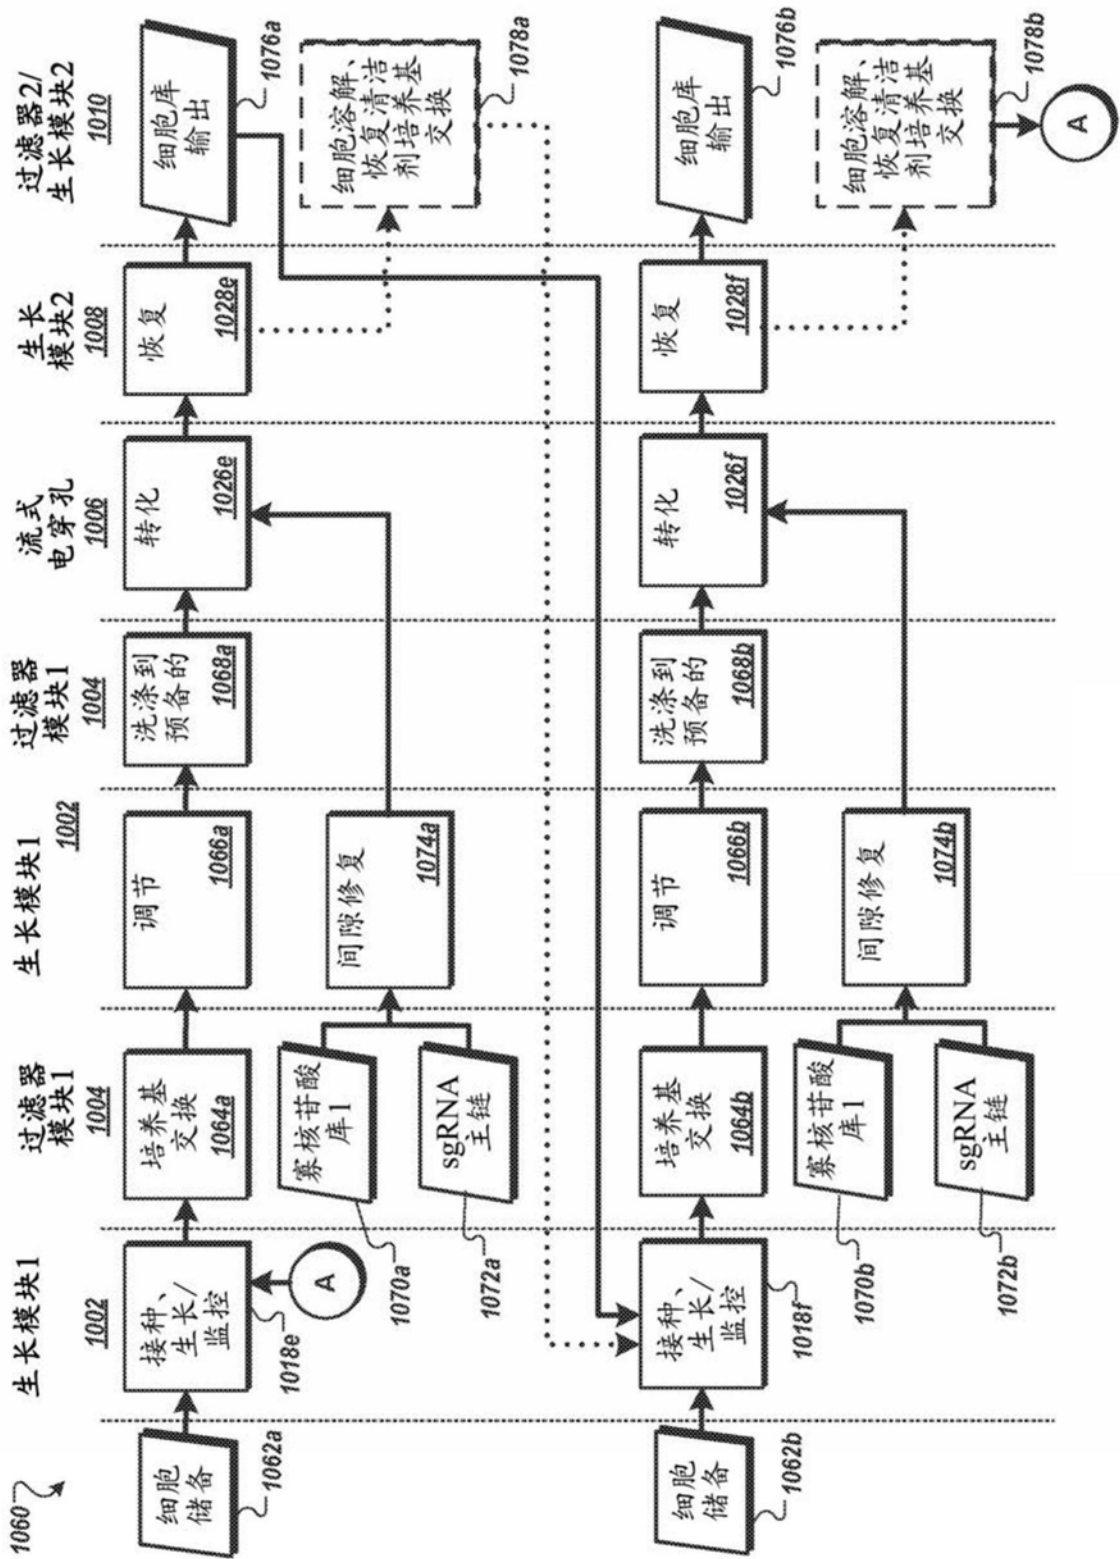 1060
生长模块1
1002
过滤器
模块1
1004
生长模块1
1002
过滤器
模块1
1004
流式
电穿孔
1006
生长
模块2
1008
过滤器2/
生长模块2
1010
细胞
储备
1062a
接种、
生长/
监控
1018e
A
培养基
交换
1064a
调节
1066a
洗涤到
预备的
1068a
转化
1026e
恢复
1028e
细胞库
输出
1076a
寡核苷酸
库1
1070a
sgRNA
主链
1072a
间隙修复
1074a
细胞溶解、
恢复清洁
剂培养基
交换
1078a
细胞
储备
1062b
接种、
生长/
监控
1018f
培养基
交换
1064b
调节
1066b
洗涤到
预备的
1068b
转化
1026f
恢复
1028f
细胞库
输出
1076b
寡核苷酸
库1
1070b
sgRNA
主链
1072b
间隙修复
1074b
细胞溶解、
恢复清洁
剂培养基
交换
1078b
A